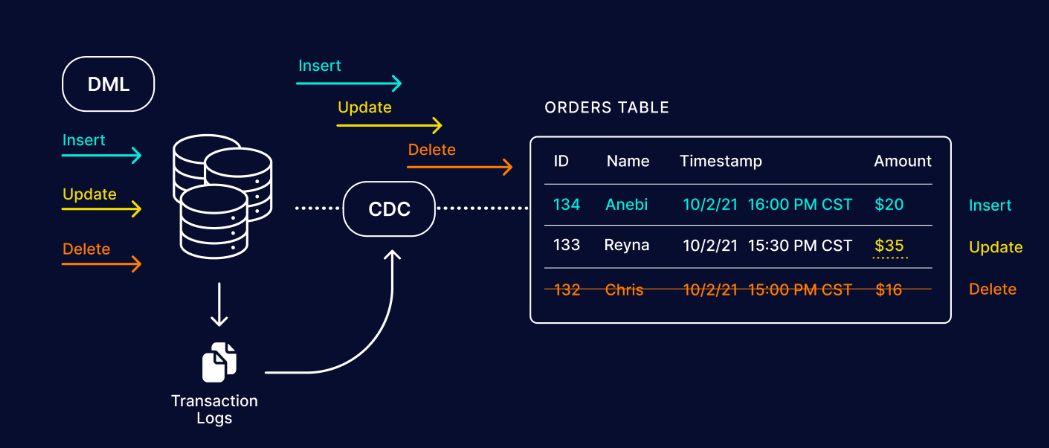 DML
Insert
Update
Delete
Insert
Update
Delete
CDC
Transaction
Logs
ORDERS TABLE
ID Name Timestamp Amount
134 Anebi 10/2/21 16:00 PM CST $20 Insert
133 Reyna 10/2/21 15:30 PM CST $35 Update
132 Chris 10/2/21 15:00 PM CST $16 Delete